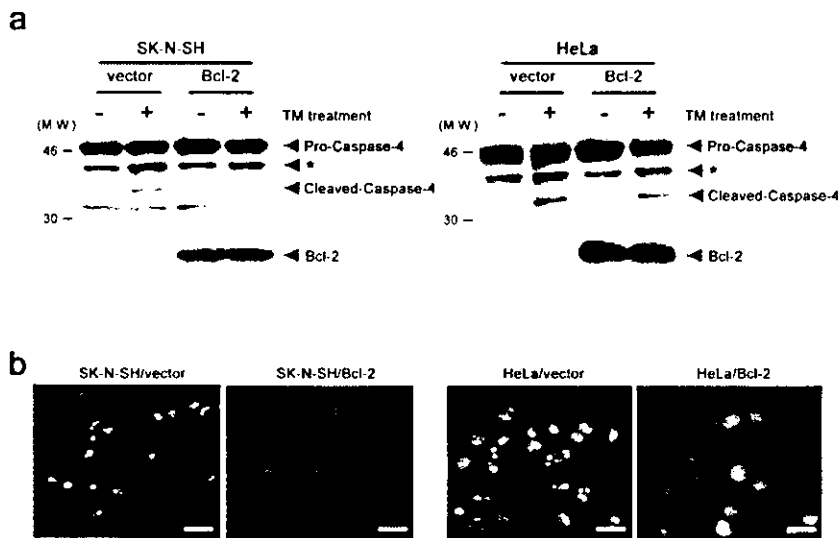 a
SK-N-SH
vector Bcl-2
- + - + TM treatment
(MW)
46 –
Pro-Caspase-4
*
Cleaved-Caspase-4
30 –
Bcl-2
HeLa
vector Bcl-2
- + - + TM treatment
(MW)
46 –
Pro-Caspase-4
*
Cleaved-Caspase-4
30 –
Bcl-2
b
SK-N-SH/vector
SK-N-SH/Bcl-2
HeLa/vector
HeLa/Bcl-2